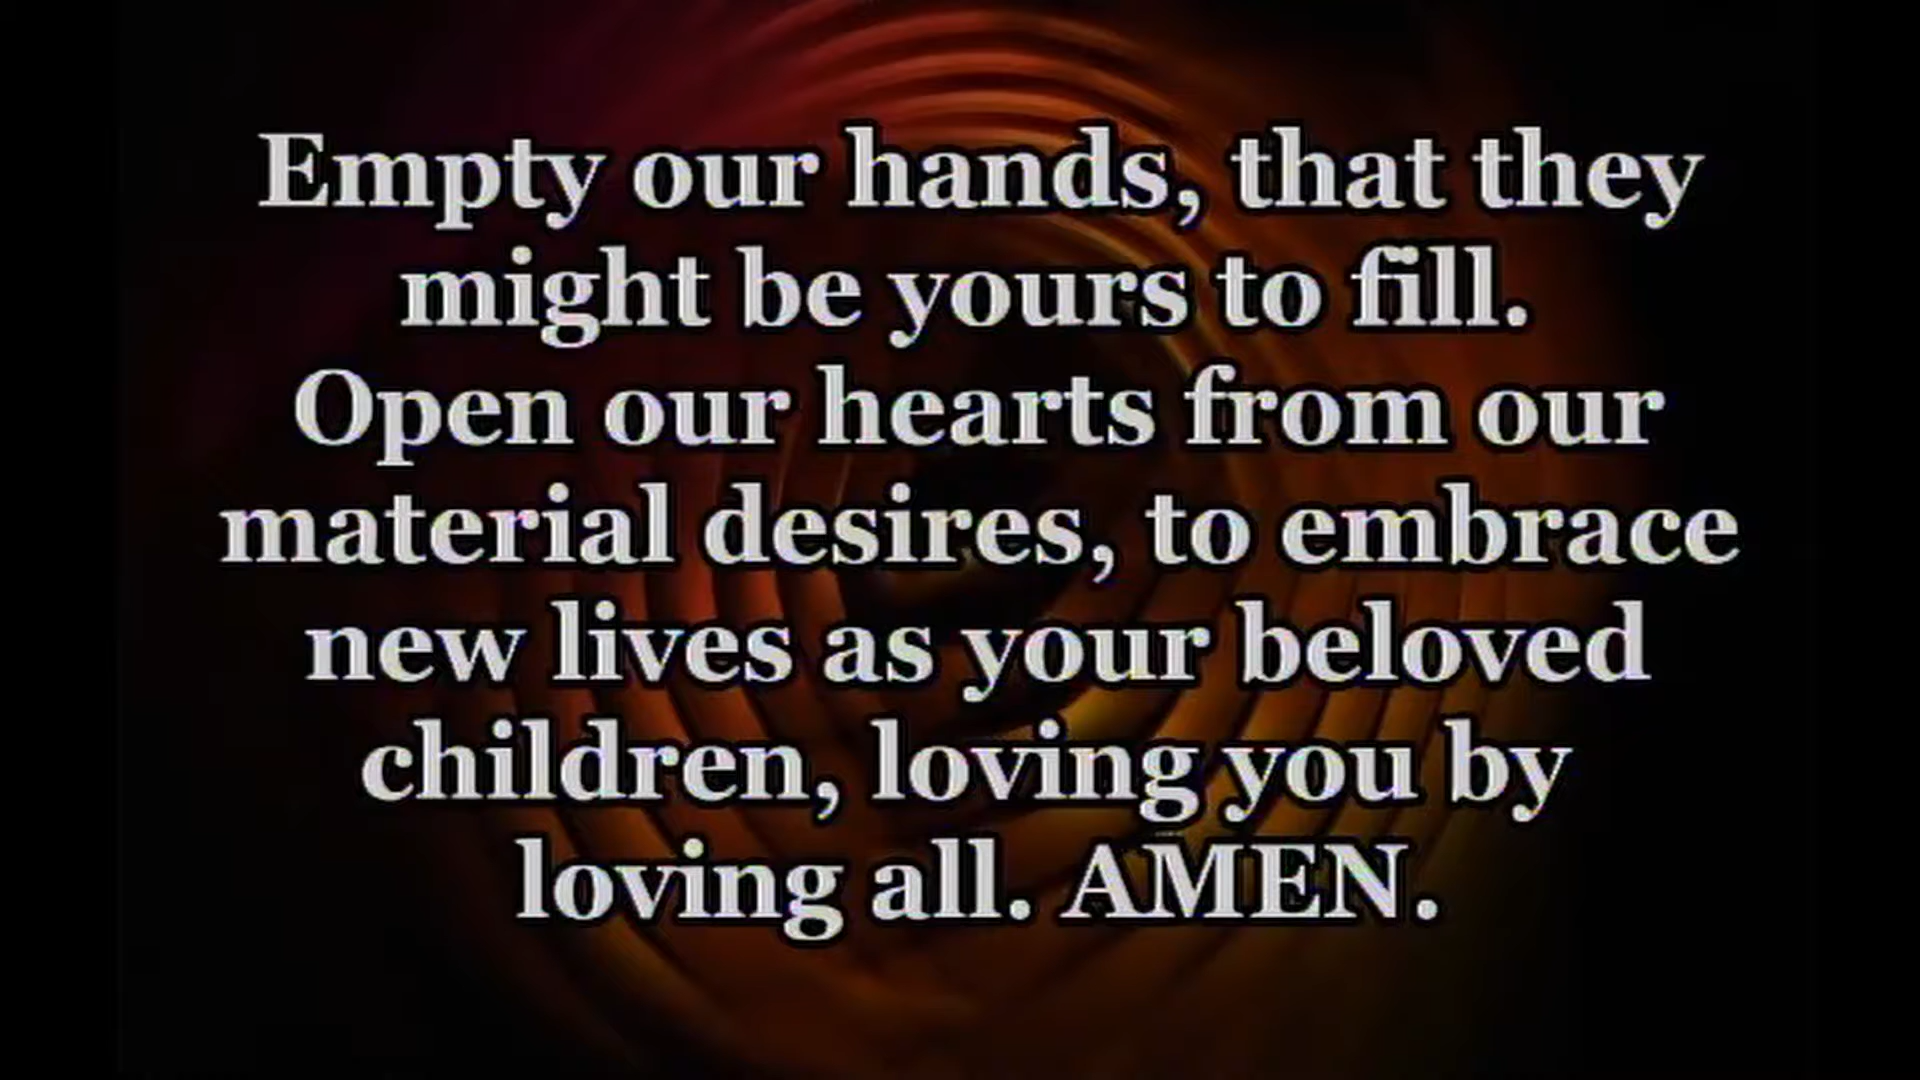 Empty our hands, that they
might be yours to fill.
Open our hearts from our
material desires, to embrace
new lives as your beloved
children, loving you by
loving all. AMEN.